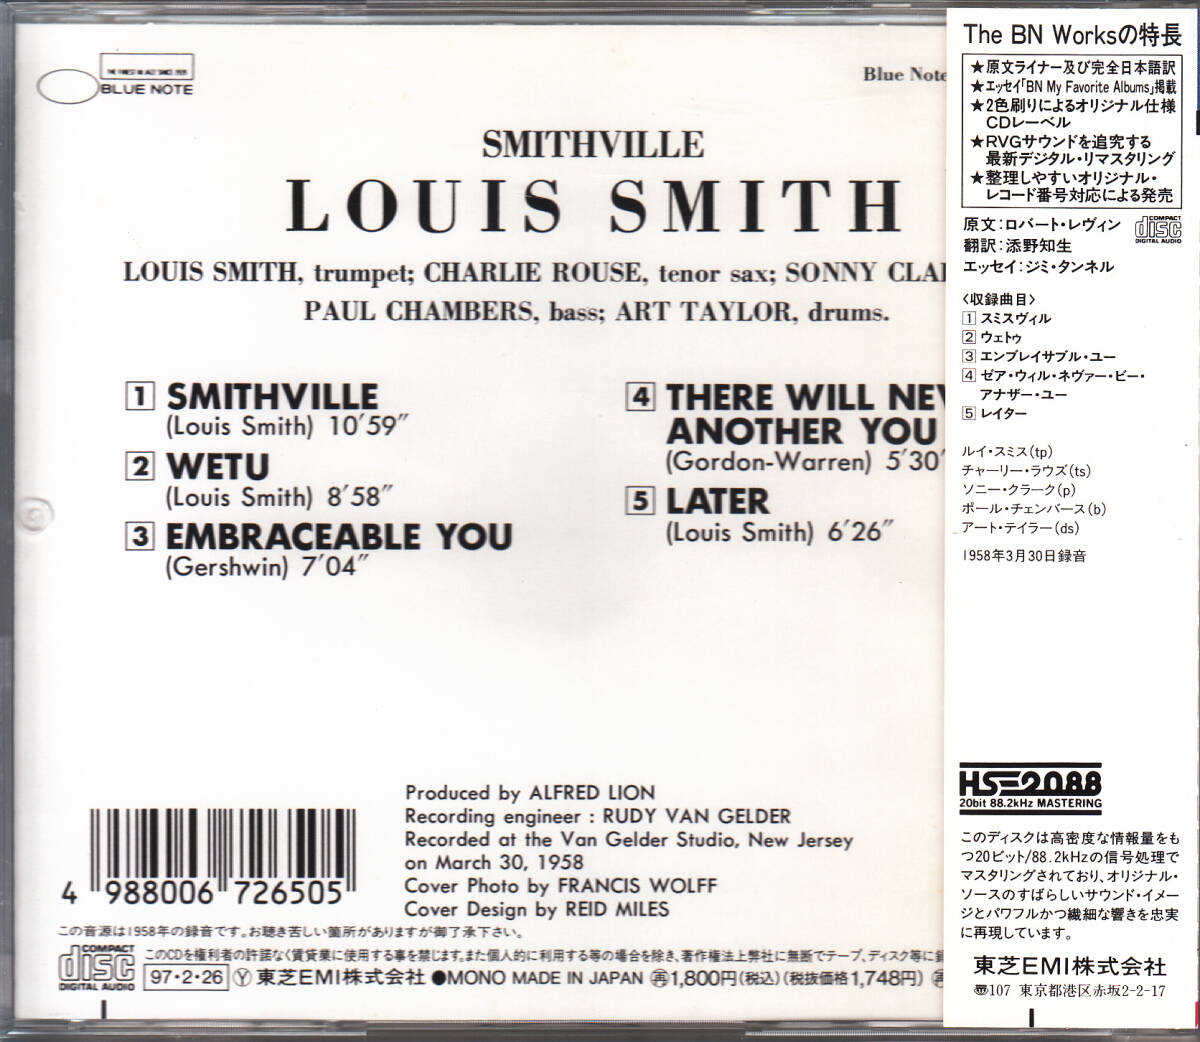 THE FINEST IN JAZZ SINCE 1939
BLUE NOTE
Blue Note
SMITHVILLE
LOUIS SMITH
LOUIS SMITH, trumpet; CHARLIE ROUSE, tenor sax; SONNY CLA
PAUL CHAMBERS, bass; ART TAYLOR, drums.
1 SMITHVILLE
(Louis Smith) 10′59″
2 WETU
(Louis Smith) 8′58″
3 EMBRACEABLE YOU
(Gershwin) 7′04″
4 THERE WILL NEV
ANOTHER YOU
(Gordon-Warren) 5′30″
5 LATER
(Louis Smith) 6′26″
Produced by ALFRED LION
Recording engineer : RUDY VAN GELDER
Recorded at the Van Gelder Studio, New Jersey
on March 30, 1958
Cover Photo by FRANCIS WOLFF
Cover Design by REID MILES
4 988006 726505
この音源は1958年の録音です。お聴き苦しい箇所がありますが御了承下さい。
COMPACT
disc
DIGITAL AUDIO
このCDを権利者の許諾なく賃貸業に使用する事を禁じます。また個人的に利用する等の場合を除き、著作権法上弊社に無断でテープ、ディスク等に録
97・2・26 Ⓨ東芝EMI株式会社 ●MONO MADE IN JAPAN ㊢1,800円(税込)(税抜価格1,748円)
The BN Worksの特長
★原文ライナー及び完全日本語訳
★エッセイ「BN My Favorite Albums」掲載
★2色刷りによるオリジナル仕様
CDレーベル
★RVGサウンドを追究する
最新デジタル・リマスタリング
★整理しやすいオリジナル・
レコード番号対応による発売
原文：ロバート・レヴィン
翻訳：添野知生
エッセイ：ジミ・タンネル
COMPACT
disc
DIGITAL AUDIO
〈収録曲目〉
1 スミスヴィル
2 ウェトゥ
3 エンブレイサブル・ユー
4 ゼア・ウィル・ネヴァー・ビー・
アナザー・ユー
5 レイター
ルイ・スミス(tp)
チャーリー・ラウズ(ts)
ソニー・クラーク(p)
ポール・チェンバース(b)
アート・テイラー(ds)
1958年3月30日録音
HS2088
20bit 88.2kHz MASTERING
このディスクは高密度な情報量をも
つ20ビット/88.2kHzの信号処理で
マスタリングされており、オリジナル・
ソースのすばらしいサウンド・イメー
ジとパワフルかつ繊細な響きを忠実
に再現しています。
東芝EMI株式会社
〒107 東京都港区赤坂2-2-17